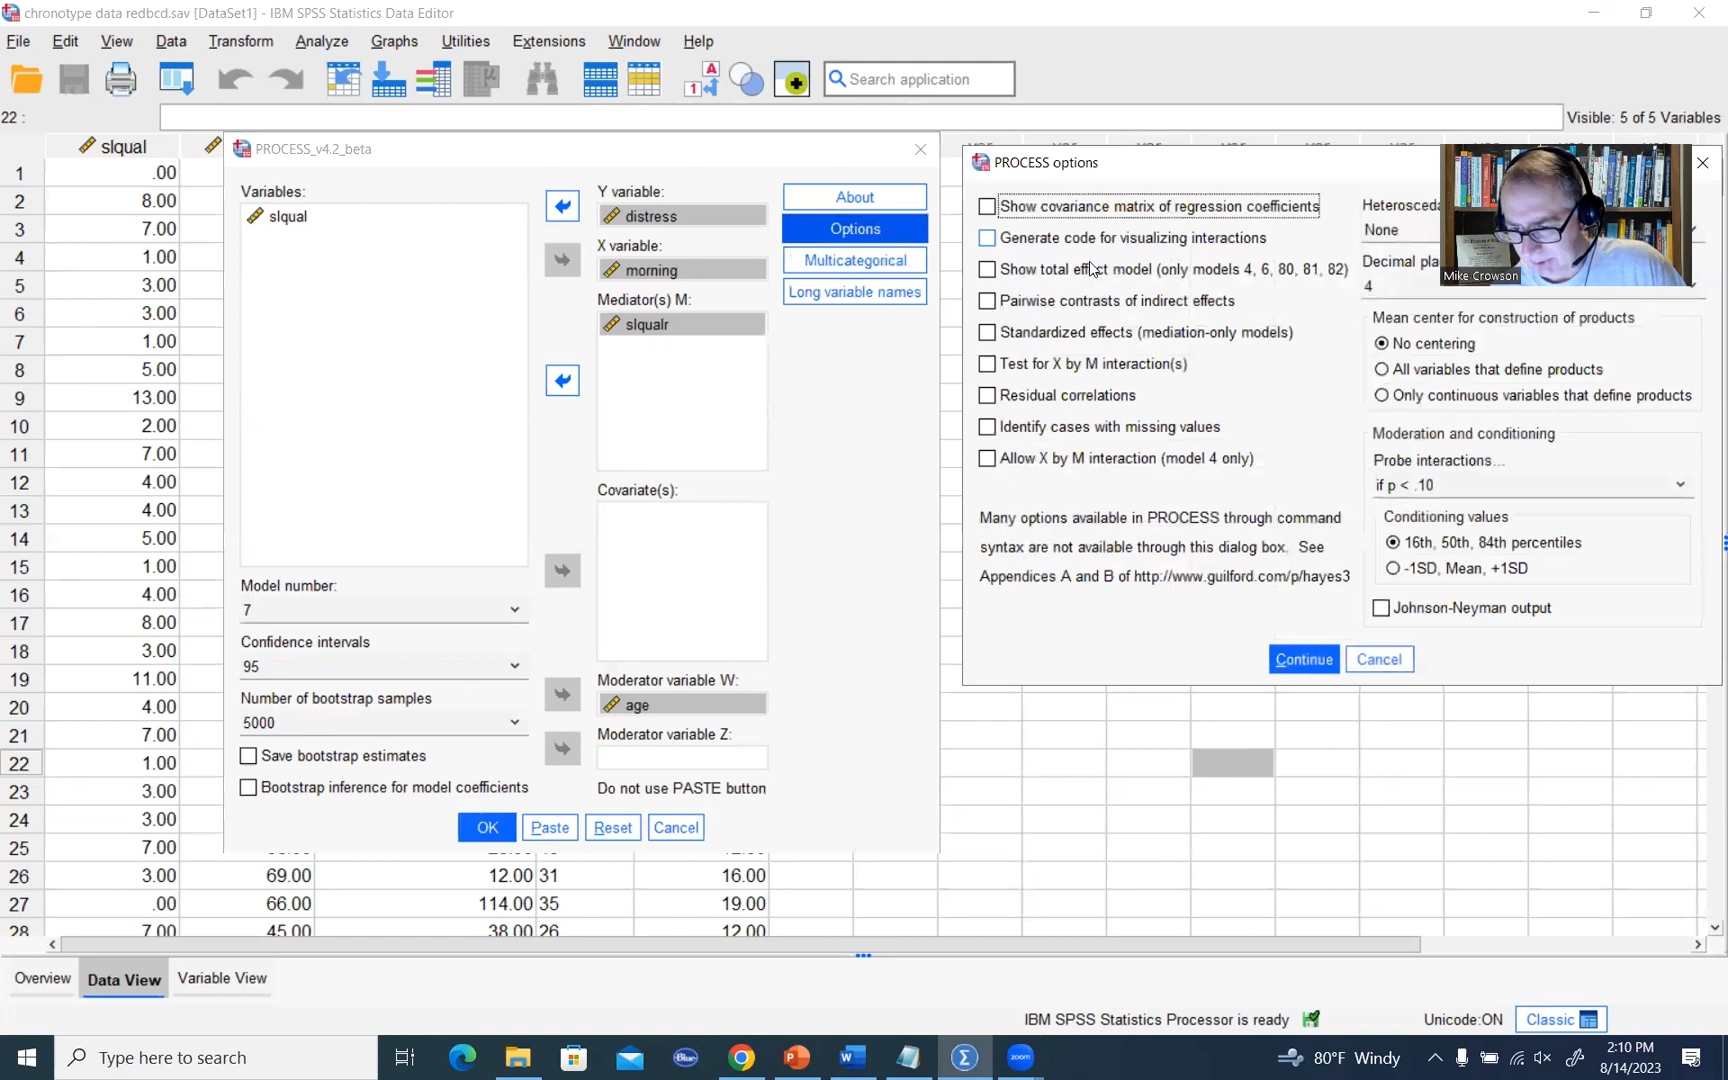 chronotype data redbcd.sav [DataSet1] - IBM SPSS Statistics Data Editor
File Edit View Data Transform Analyze Graphs Utilities Extensions Window Help
Search application
22 :
Visible: 5 of 5 Variables
slqual
1 .00
2 8.00
3 7.00
4 1.00
5 3.00
6 3.00
7 1.00
8 5.00
9 13.00
10 2.00
11 7.00
12 4.00
13 4.00
14 5.00
15 1.00
16 4.00
17 8.00
18 3.00
19 11.00
20 4.00
21 7.00
22 1.00
23 3.00
24 3.00
25 7.00
26 3.00 69.00 12.00 31 16.00
27 .00 66.00 114.00 35 19.00
28 7.00 45.00 38.00 26 12.00
PROCESS_v4.2_beta
Variables:
slqual
Model number:
7
Confidence intervals
95
Number of bootstrap samples
5000
Save bootstrap estimates
Bootstrap inference for model coefficients
Y variable:
distress
X variable:
morning
Mediator(s) M:
slqualr
Covariate(s):
Moderator variable W:
age
Moderator variable Z:
Do not use PASTE button
About
Options
Multicategorical
Long variable names
OK Paste Reset Cancel
PROCESS options
Show covariance matrix of regression coefficients
Generate code for visualizing interactions
Show total effect model (only models 4, 6, 80, 81, 82)
Pairwise contrasts of indirect effects
Standardized effects (mediation-only models)
Test for X by M interaction(s)
Residual correlations
Identify cases with missing values
Allow X by M interaction (model 4 only)
Many options available in PROCESS through command
syntax are not available through this dialog box. See
Appendices A and B of http://www.guilford.com/p/hayes3
Heterosceda
None
Decimal pla
4
Mean center for construction of products
No centering
All variables that define products
Only continuous variables that define products
Moderation and conditioning
Probe interactions...
if p < .10
Conditioning values
16th, 50th, 84th percentiles
-1SD, Mean, +1SD
Johnson-Neyman output
Continue Cancel
Mike Crowson
Overview Data View Variable View
IBM SPSS Statistics Processor is ready
Unicode:ON
Classic
Type here to search
Blue
zoom
80°F Windy
2:10 PM
8/14/2023